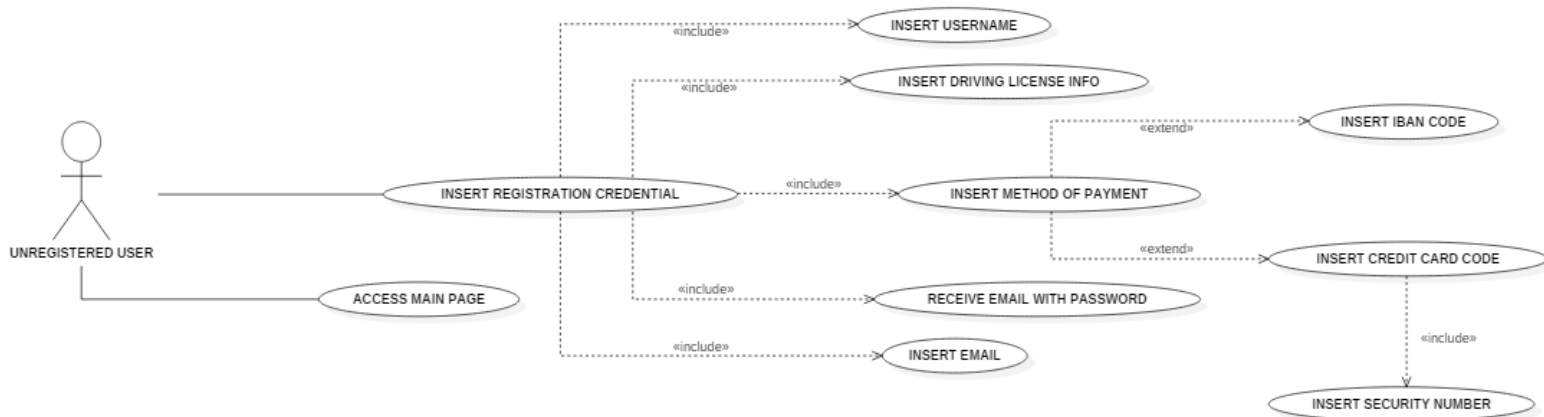 INSERT USERNAME
«include»
INSERT DRIVING LICENSE INFO
«include»
INSERT IBAN CODE
«extend»
INSERT REGISTRATION CREDENTIAL
«include»
INSERT METHOD OF PAYMENT
UNREGISTERED USER
«extend»
INSERT CREDIT CARD CODE
ACCESS MAIN PAGE
«include»
RECEIVE EMAIL WITH PASSWORD
«include»
INSERT EMAIL
«include»
INSERT SECURITY NUMBER